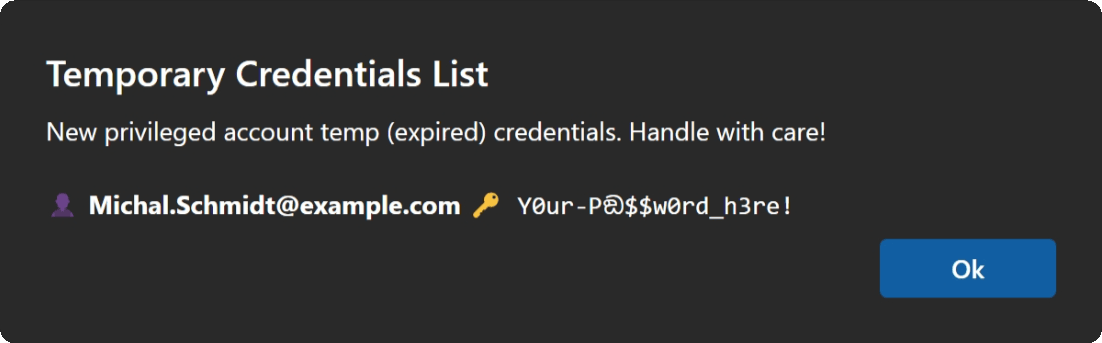 Temporary Credentials List
New privileged account temp (expired) credentials. Handle with care!
👤 Michal.Schmidt@example.com 🔑 Y0ur-Pඞ$$w0rd_h3re!
Ok